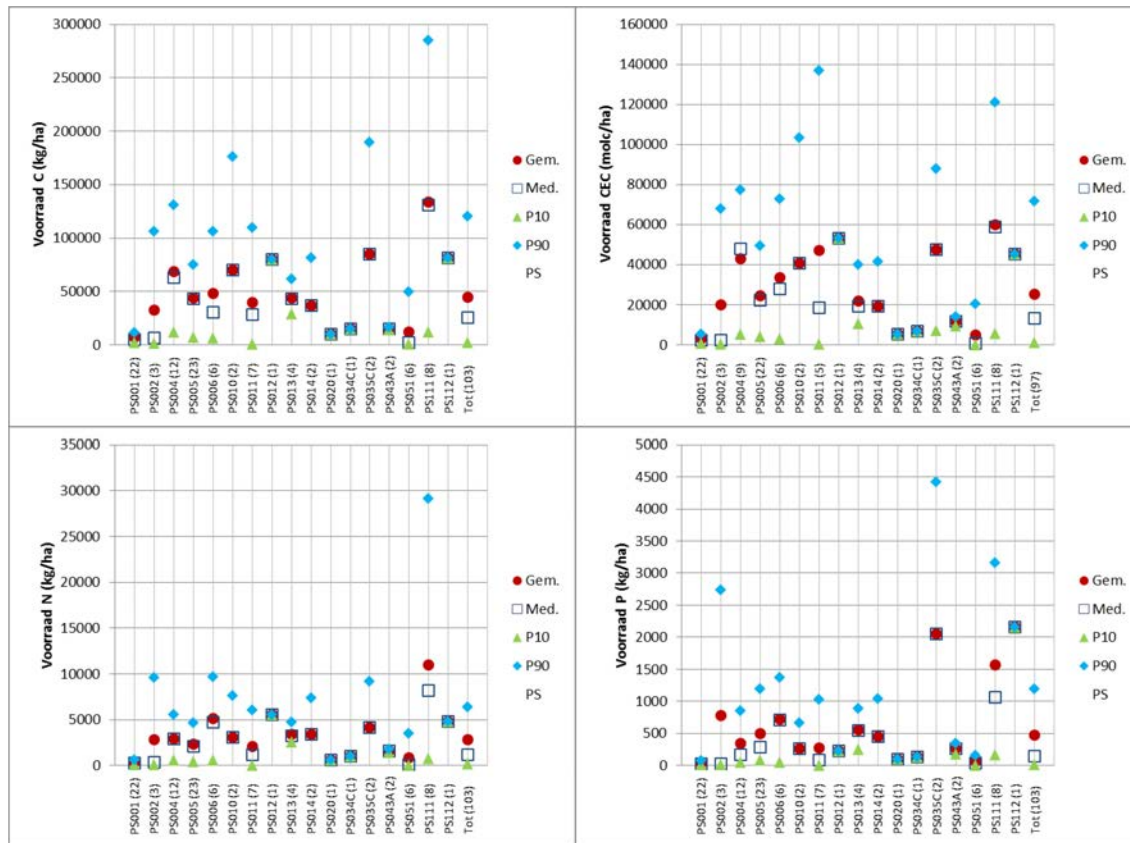 300000
250000
200000
150000
100000
50000
0
Voorraad C (kg/ha)
PS001 (22)
PS002 (3)
PS004 (12)
PS005 (23)
PS006 (6)
PS010 (2)
PS011 (7)
PS012 (1)
PS013 (4)
PS014 (2)
PS020 (1)
PS034C (1)
PS035C (2)
PS043A (2)
PS051 (6)
PS111 (8)
PS112 (1)
Tot (103)
Gem.
Med.
P10
P90
PS
160000
140000
120000
100000
80000
60000
40000
20000
0
Voorraad CEC (molc/ha)
PS001 (22)
PS002 (3)
PS004 (9)
PS005 (22)
PS006 (6)
PS010 (2)
PS011 (5)
PS012 (1)
PS013 (4)
PS014 (2)
PS020 (1)
PS034C (1)
PS035C (2)
PS043A (2)
PS051 (6)
PS111 (8)
PS112 (1)
Tot (97)
Gem.
Med.
P10
P90
PS
35000
30000
25000
20000
15000
10000
5000
0
Voorraad N (kg/ha)
PS001 (22)
PS002 (3)
PS004 (12)
PS005 (23)
PS006 (6)
PS010 (2)
PS011 (7)
PS012 (1)
PS013 (4)
PS014 (2)
PS020 (1)
PS034C (1)
PS035C (2)
PS043A (2)
PS051 (6)
PS111 (8)
PS112 (1)
Tot (103)
Gem.
Med.
P10
P90
PS
5000
4500
4000
3500
3000
2500
2000
1500
1000
500
0
Voorraad P (kg/ha)
PS001 (22)
PS002 (3)
PS004 (12)
PS005 (23)
PS006 (6)
PS010 (2)
PS011 (7)
PS012 (1)
PS013 (4)
PS014 (2)
PS020 (1)
PS034C (1)
PS035C (2)
PS043A (2)
PS051 (6)
PS111 (8)
PS112 (1)
Tot (103)
Gem.
Med.
P10
P90
PS